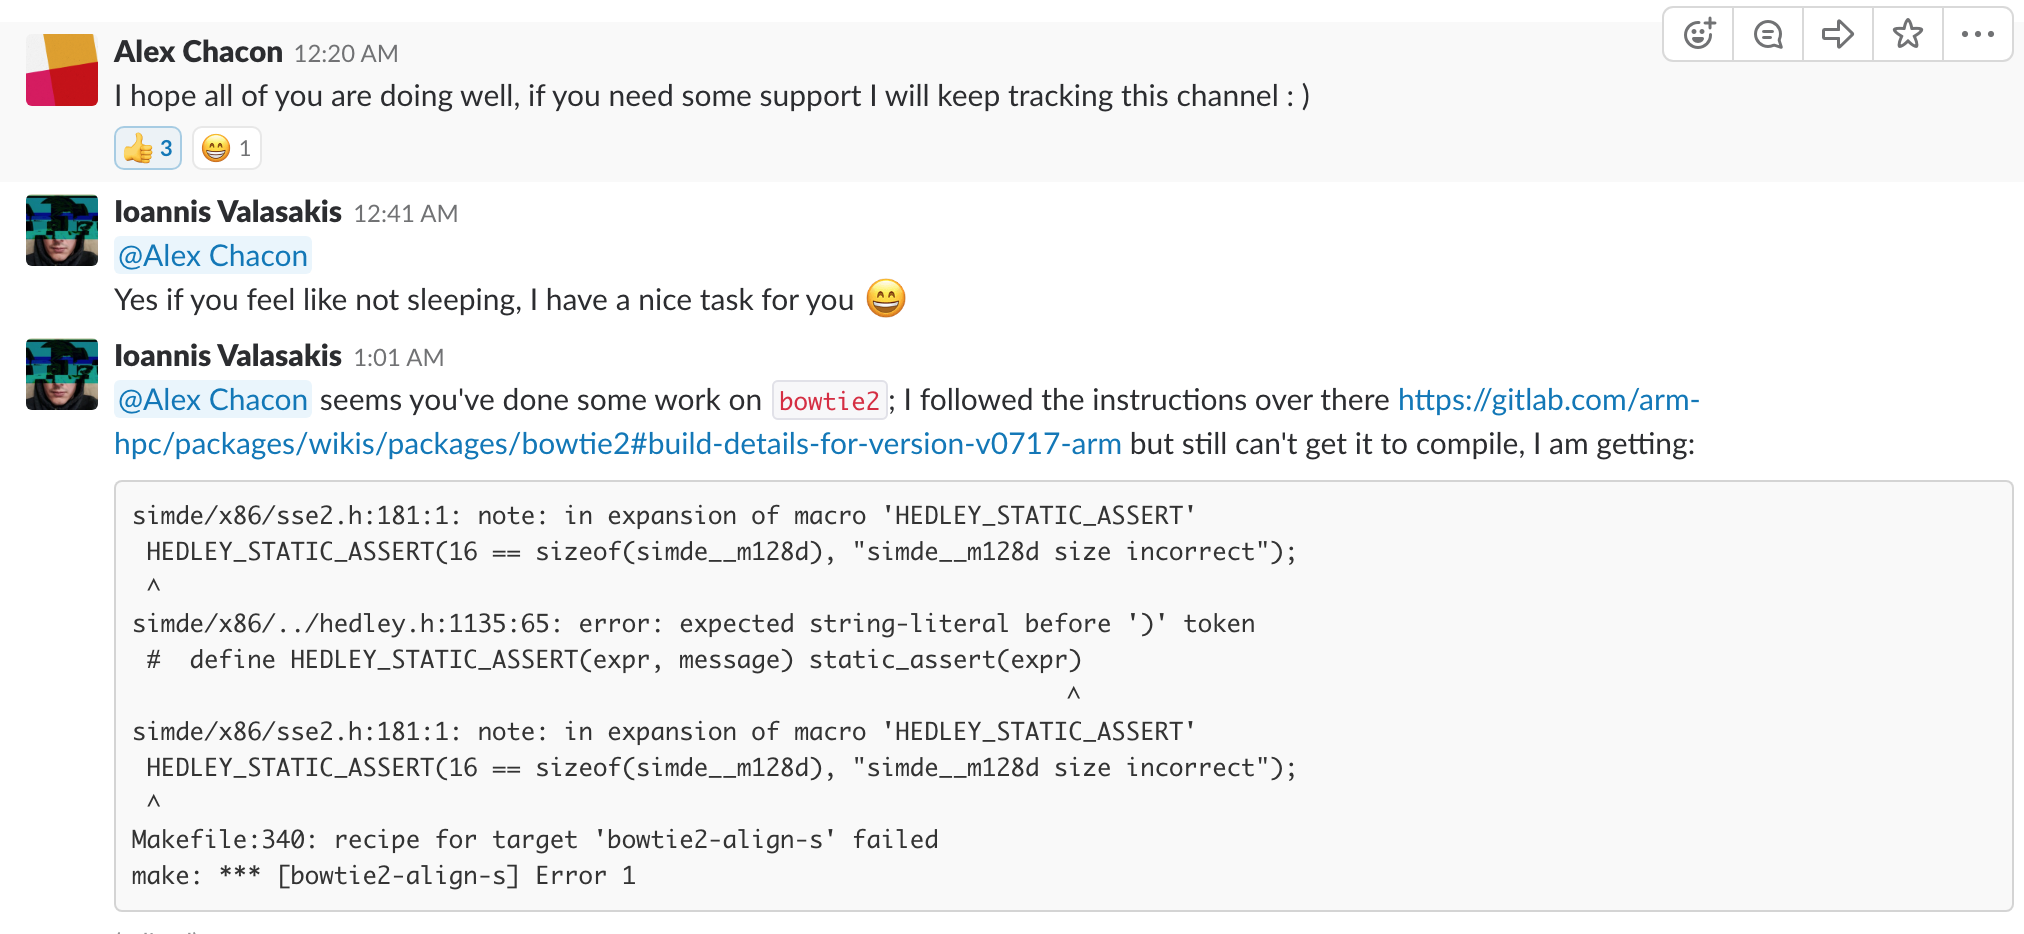 Alex Chacon 12:20 AM
I hope all of you are doing well, if you need some support I will keep tracking this channel : )
3 1
Ioannis Valasakis 12:41 AM
@Alex Chacon
Yes if you feel like not sleeping, I have a nice task for you
Ioannis Valasakis 1:01 AM
@Alex Chacon seems you've done some work on bowtie2; I followed the instructions over there https://gitlab.com/arm-
hpc/packages/wikis/packages/bowtie2#build-details-for-version-v0717-arm but still can't get it to compile, I am getting:
simde/x86/sse2.h:181:1: note: in expansion of macro 'HEDLEY_STATIC_ASSERT'
HEDLEY_STATIC_ASSERT(16 == sizeof(simde__m128d), "simde__m128d size incorrect");
^
simde/x86/../hedley.h:1135:65: error: expected string-literal before ')' token
#  define HEDLEY_STATIC_ASSERT(expr, message) static_assert(expr)
^
simde/x86/sse2.h:181:1: note: in expansion of macro 'HEDLEY_STATIC_ASSERT'
HEDLEY_STATIC_ASSERT(16 == sizeof(simde__m128d), "simde__m128d size incorrect");
^
Makefile:340: recipe for target 'bowtie2-align-s' failed
make: *** [bowtie2-align-s] Error 1